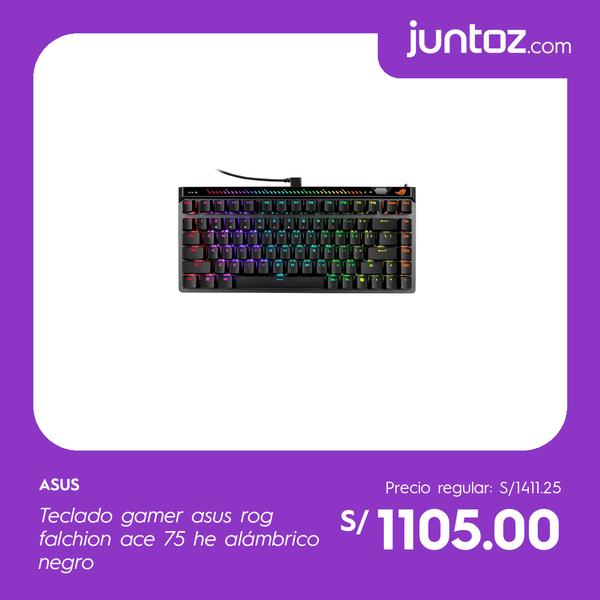 juntoz.com
ASUS
Teclado gamer asus rog
falchion ace 75 he alámbrico
negro
Precio regular: S/1411.25
S/ 1105.00